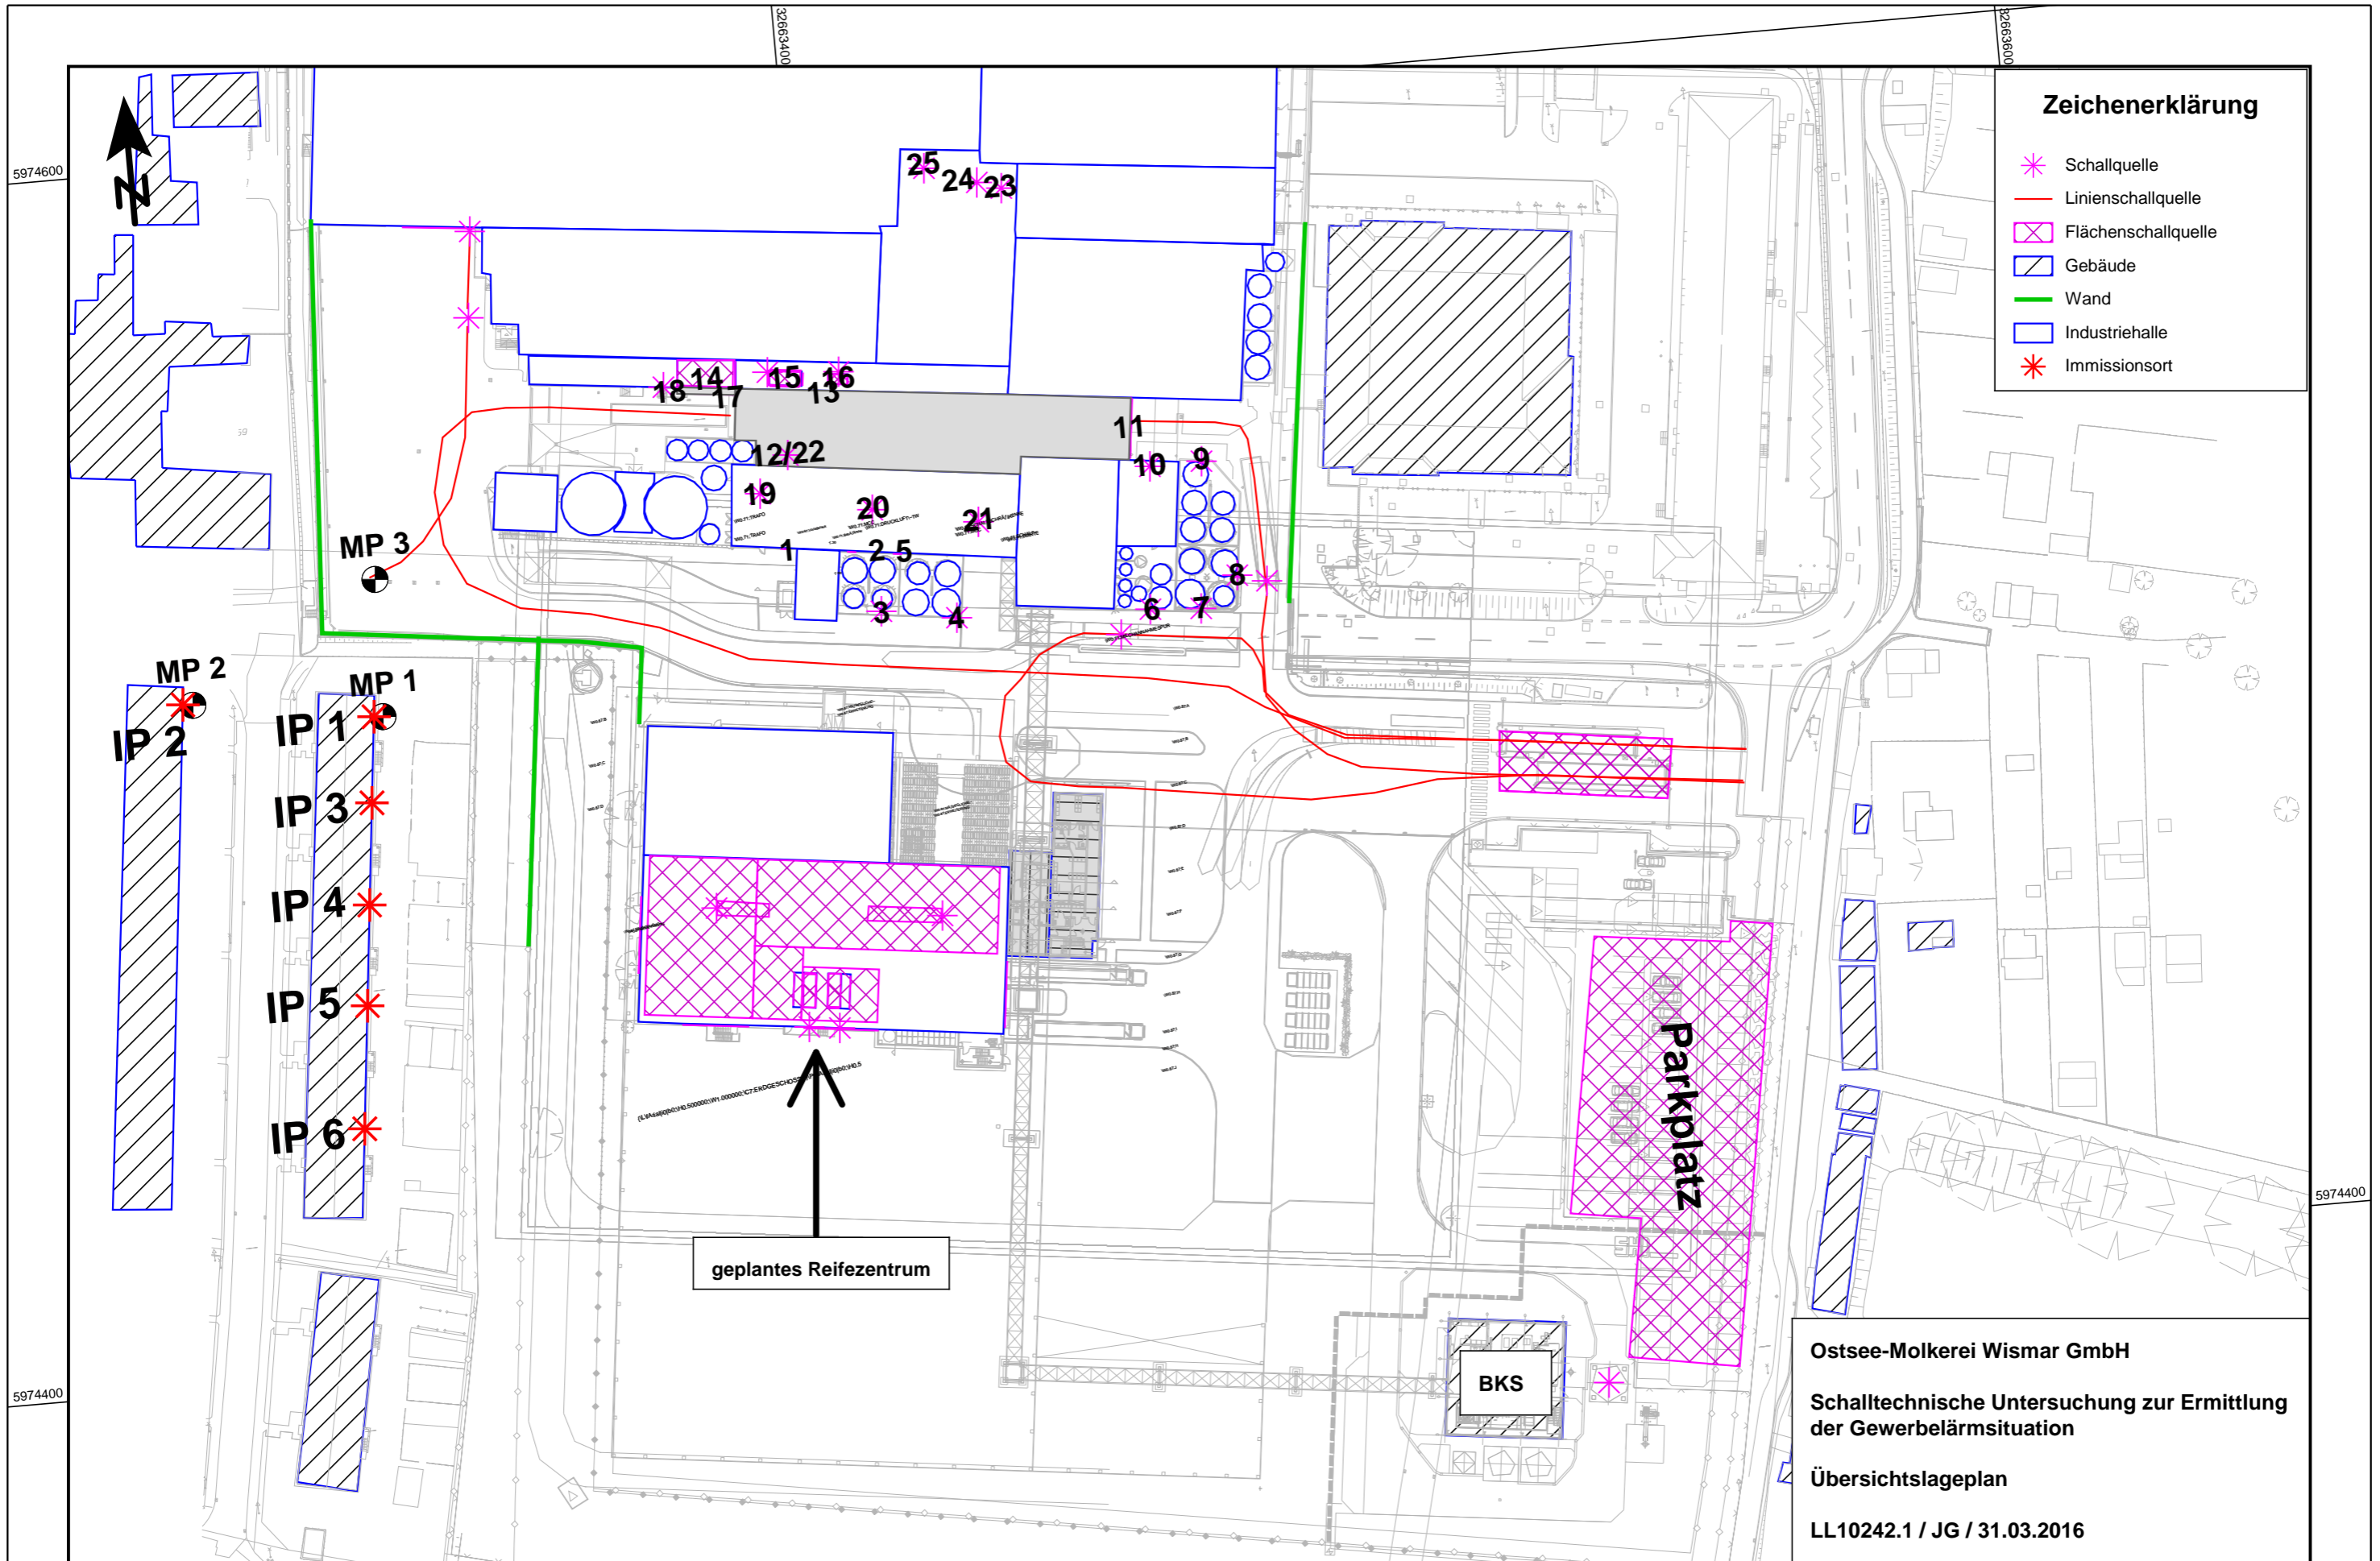 32663400
32663600
5974600
N
Zeichenerklärung
Schallquelle
Linienschallquelle
Flächenschallquelle
Gebäude
Wand
Industriehalle
Immissionsort
25
24
23
18
14
17
15
13
16
11
12/22
10
9
19
20
21
1
2
5
8
3
4
6
7
MP 3
MP 2
MP 1
IP 2
IP 1
IP 3
IP 4
IP 5
IP 6
59
Parkplatz
geplantes Reifezentrum
BKS
5974400
5974400
Ostsee-Molkerei Wismar GmbH
Schalltechnische Untersuchung zur Ermittlung
der Gewerbelärmsituation
Übersichtslageplan
LL10242.1 / JG / 31.03.2016